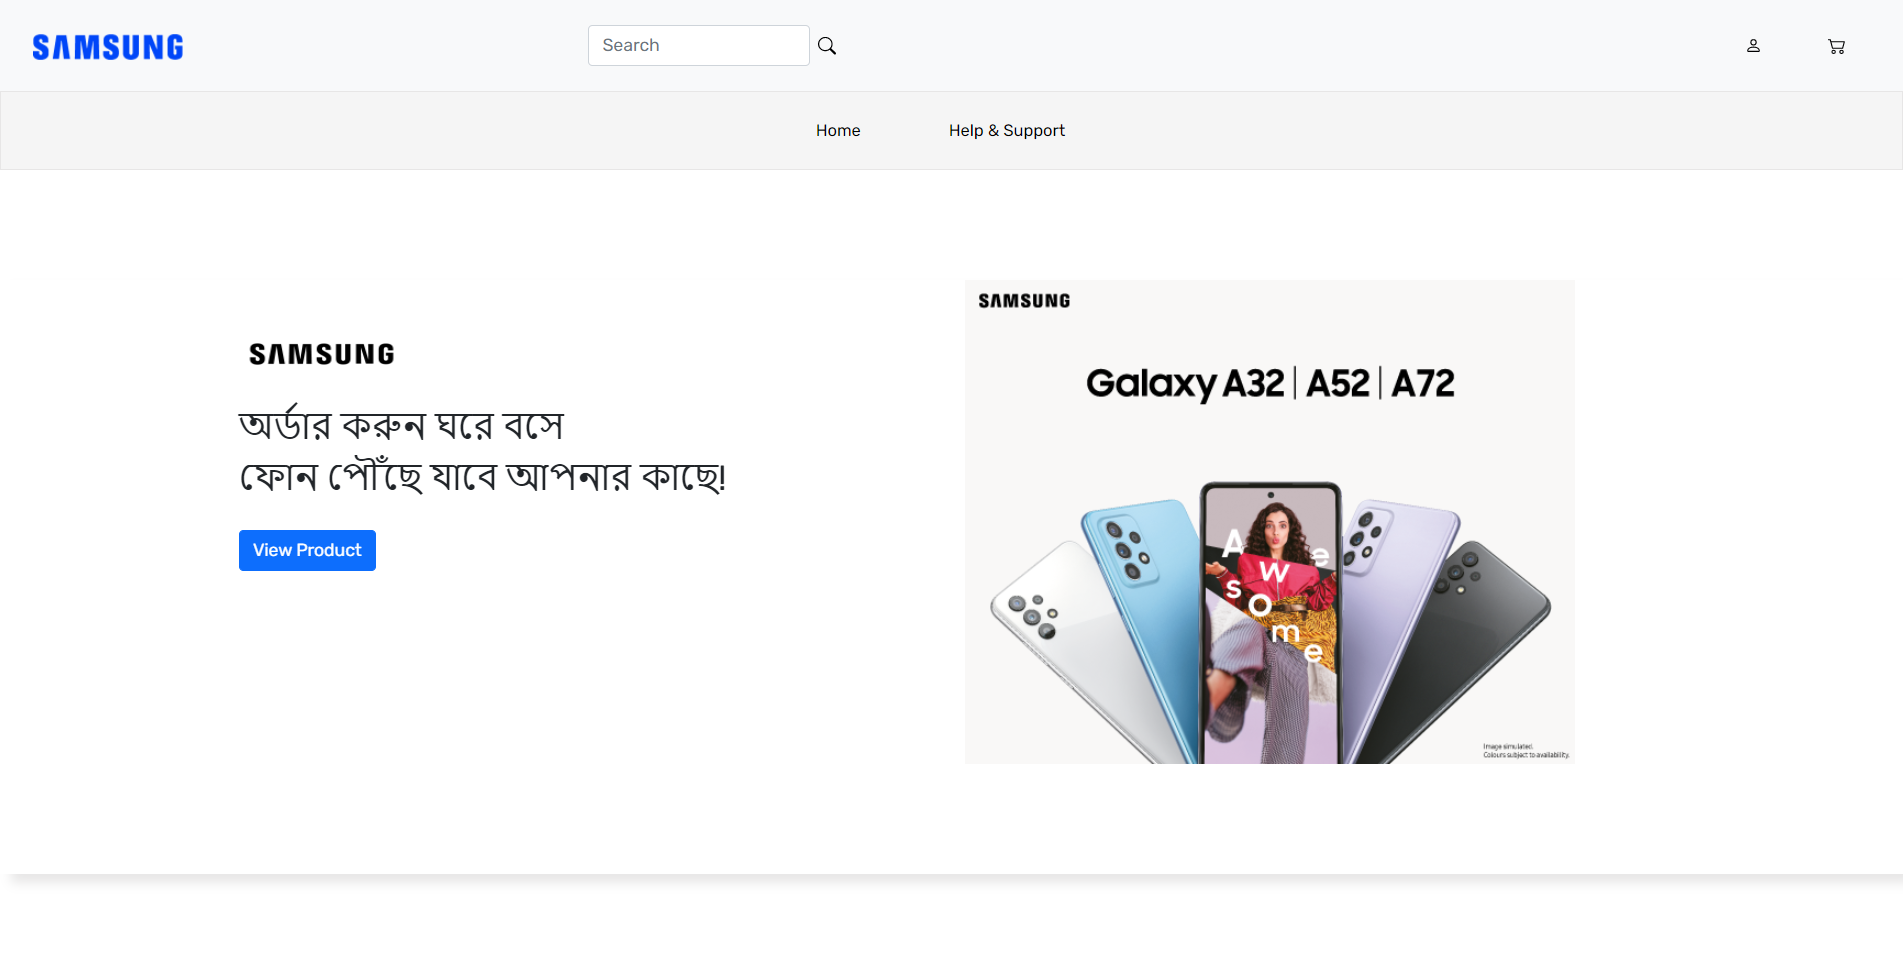 SAMSUNG
Search
Home
Help & Support
SAMSUNG
অর্ডার করুন ঘরে বসে
ফোন পৌঁছে যাবে আপনার কাছে!
View Product
SAMSUNG
Galaxy A32 | A52 | A72
Awesome
Image simulated.
Colours subject to availability.